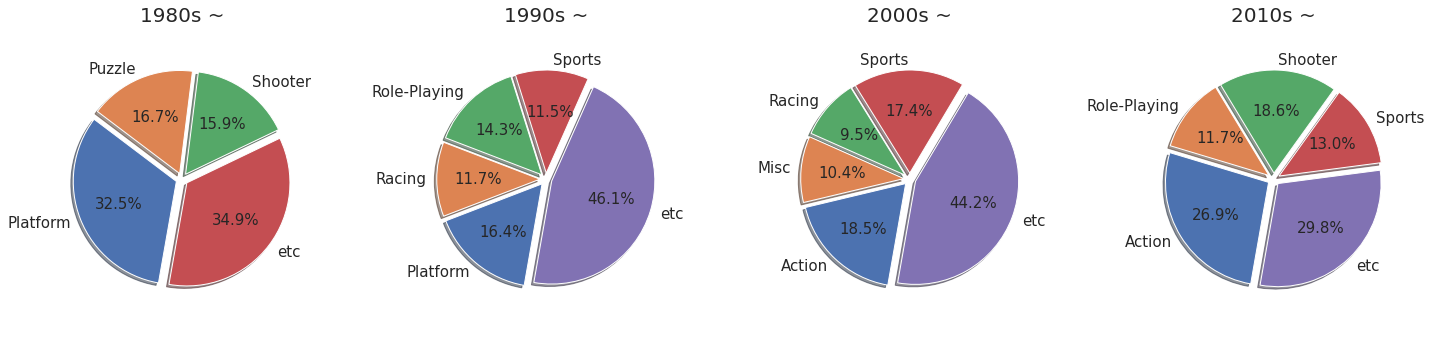 1980s ~
Puzzle
Shooter
16.7%
15.9%
32.5%
34.9%
Platform
etc
1990s ~
Sports
Role-Playing
11.5%
14.3%
Racing
11.7%
46.1%
etc
16.4%
Platform
2000s ~
Sports
Racing
17.4%
9.5%
Misc
10.4%
44.2%
etc
18.5%
Action
2010s ~
Shooter
Role-Playing
18.6%
Sports
11.7%
13.0%
26.9%
29.8%
Action
etc